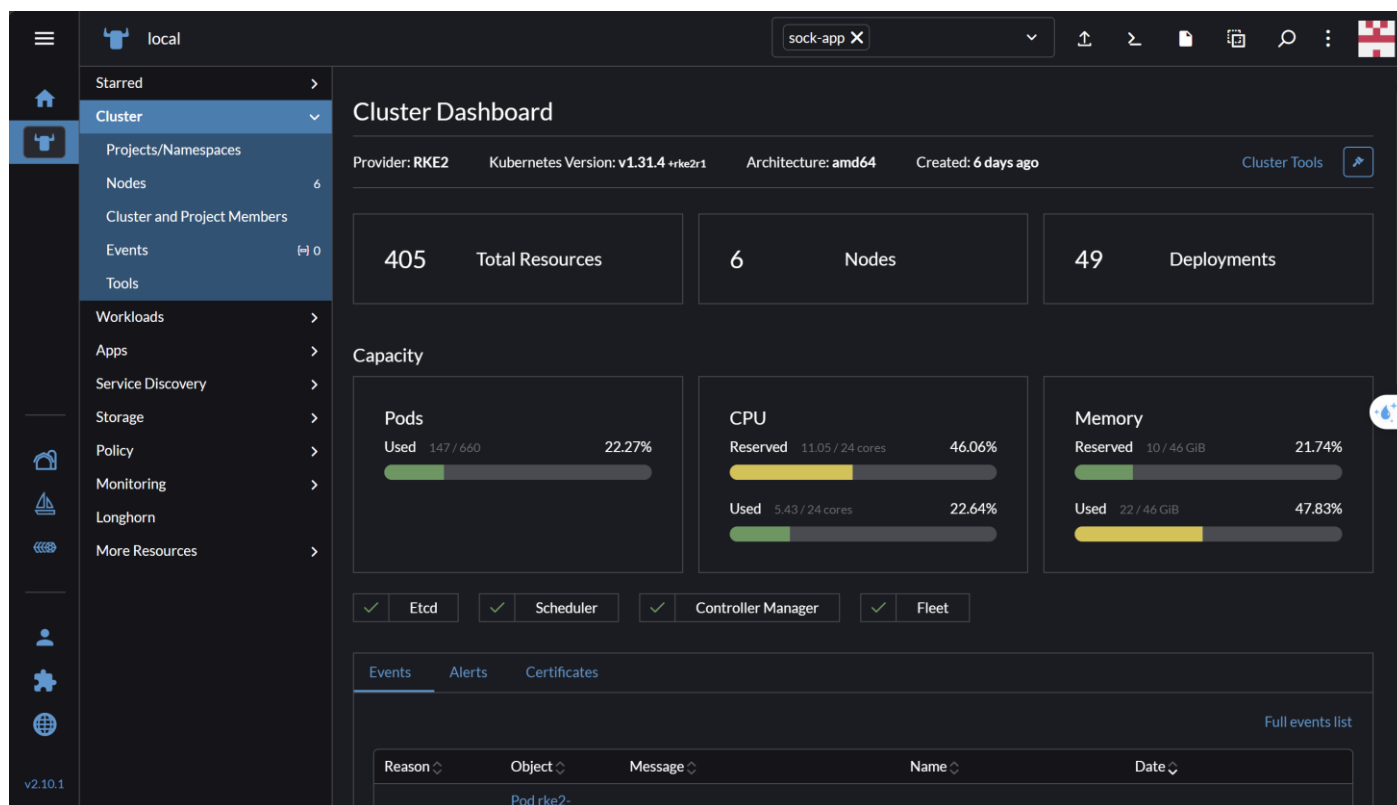 local
sock-app
Starred
Cluster
Projects/Namespaces
Nodes 6
Cluster and Project Members
Events 0
Tools
Workloads
Apps
Service Discovery
Storage
Policy
Monitoring
Longhorn
More Resources
v2.10.1
Cluster Dashboard
Provider: RKE2 Kubernetes Version: v1.31.4 +rke2r1 Architecture: amd64 Created: 6 days ago Cluster Tools
405 Total Resources 6 Nodes 49 Deployments
Capacity
Pods
Used 147 / 660 22.27%
CPU
Reserved 11.05 / 24 cores 46.06%
Used 5.43 / 24 cores 22.64%
Memory
Reserved 10 / 46 GiB 21.74%
Used 22 / 46 GiB 47.83%
Etcd Scheduler Controller Manager Fleet
Events Alerts Certificates
Full events list
Reason Object Message Name Date
Pod rke2-